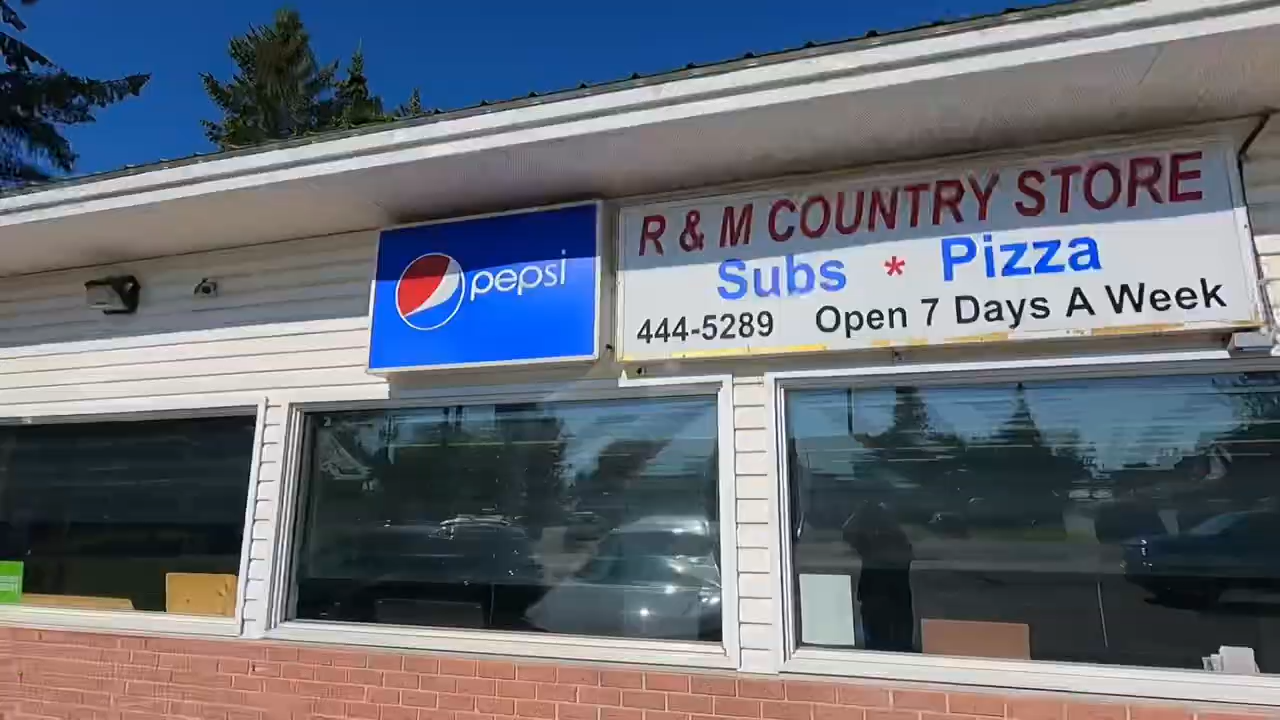 pepsi
R & M COUNTRY STORE
Subs * Pizza
444-5289 Open 7 Days A Week